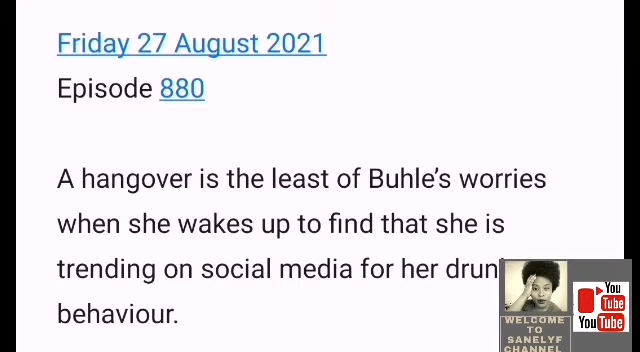 Friday 27 August 2021
Episode 880
A hangover is the least of Buhle's worries
when she wakes up to find that she is
trending on social media for her
behaviour.
WELCOME
TO
SANELYF
CHANNEL
You
Tube
YouTube